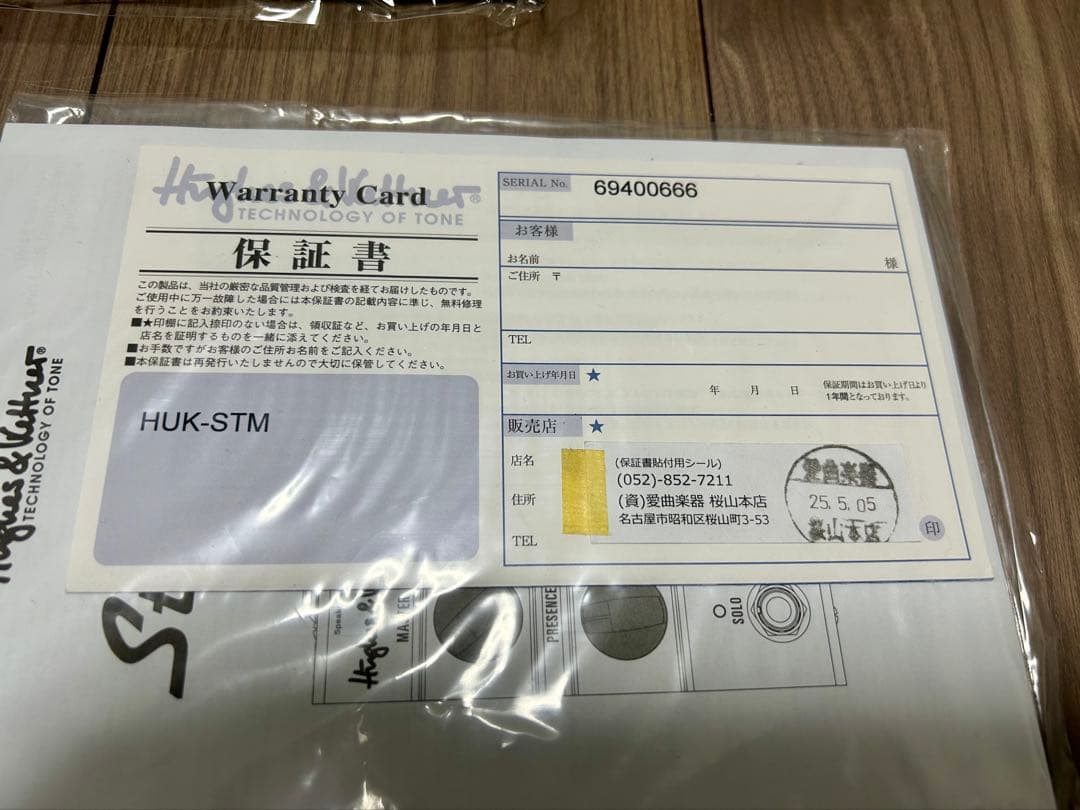 Hughes & Kettner®
TECHNOLOGY OF TONE
Warranty Card
保証書
この製品は、当社の厳密な品質管理および検査を経てお届けしたものです。
ご使用中に万一故障した場合には本保証書の記載内容に準じ、無料修理
を行うことをお約束いたします。
■★印棚に記入捺印のない場合は、領収証など、お買い上げの年月日と
店名を証明するものを一緒に添えてください。
■お手数ですがお客様のご住所お名前をご記入ください。
■本保証書は再発行いたしませんので大切に保管してください。
HUK-STM
SERIAL No. 69400666
お客様
お名前 様
ご住所 〒
TEL
お買い上げ年月日 ★
年 月 日
保証期間はお買い上げ日より
1年間となっております。
販売店 ★
店名
住所
TEL
(保証書貼付用シール)
(052)-852-7211
(資)愛曲楽器 桜山本店
名古屋市昭和区桜山町3-53
愛曲楽器
25.5.05
桜山本店
印
Hughes & Kettner®
TECHNOLOGY OF TONE
St
Hughes &
MASTER
PRESENCE
SOLO